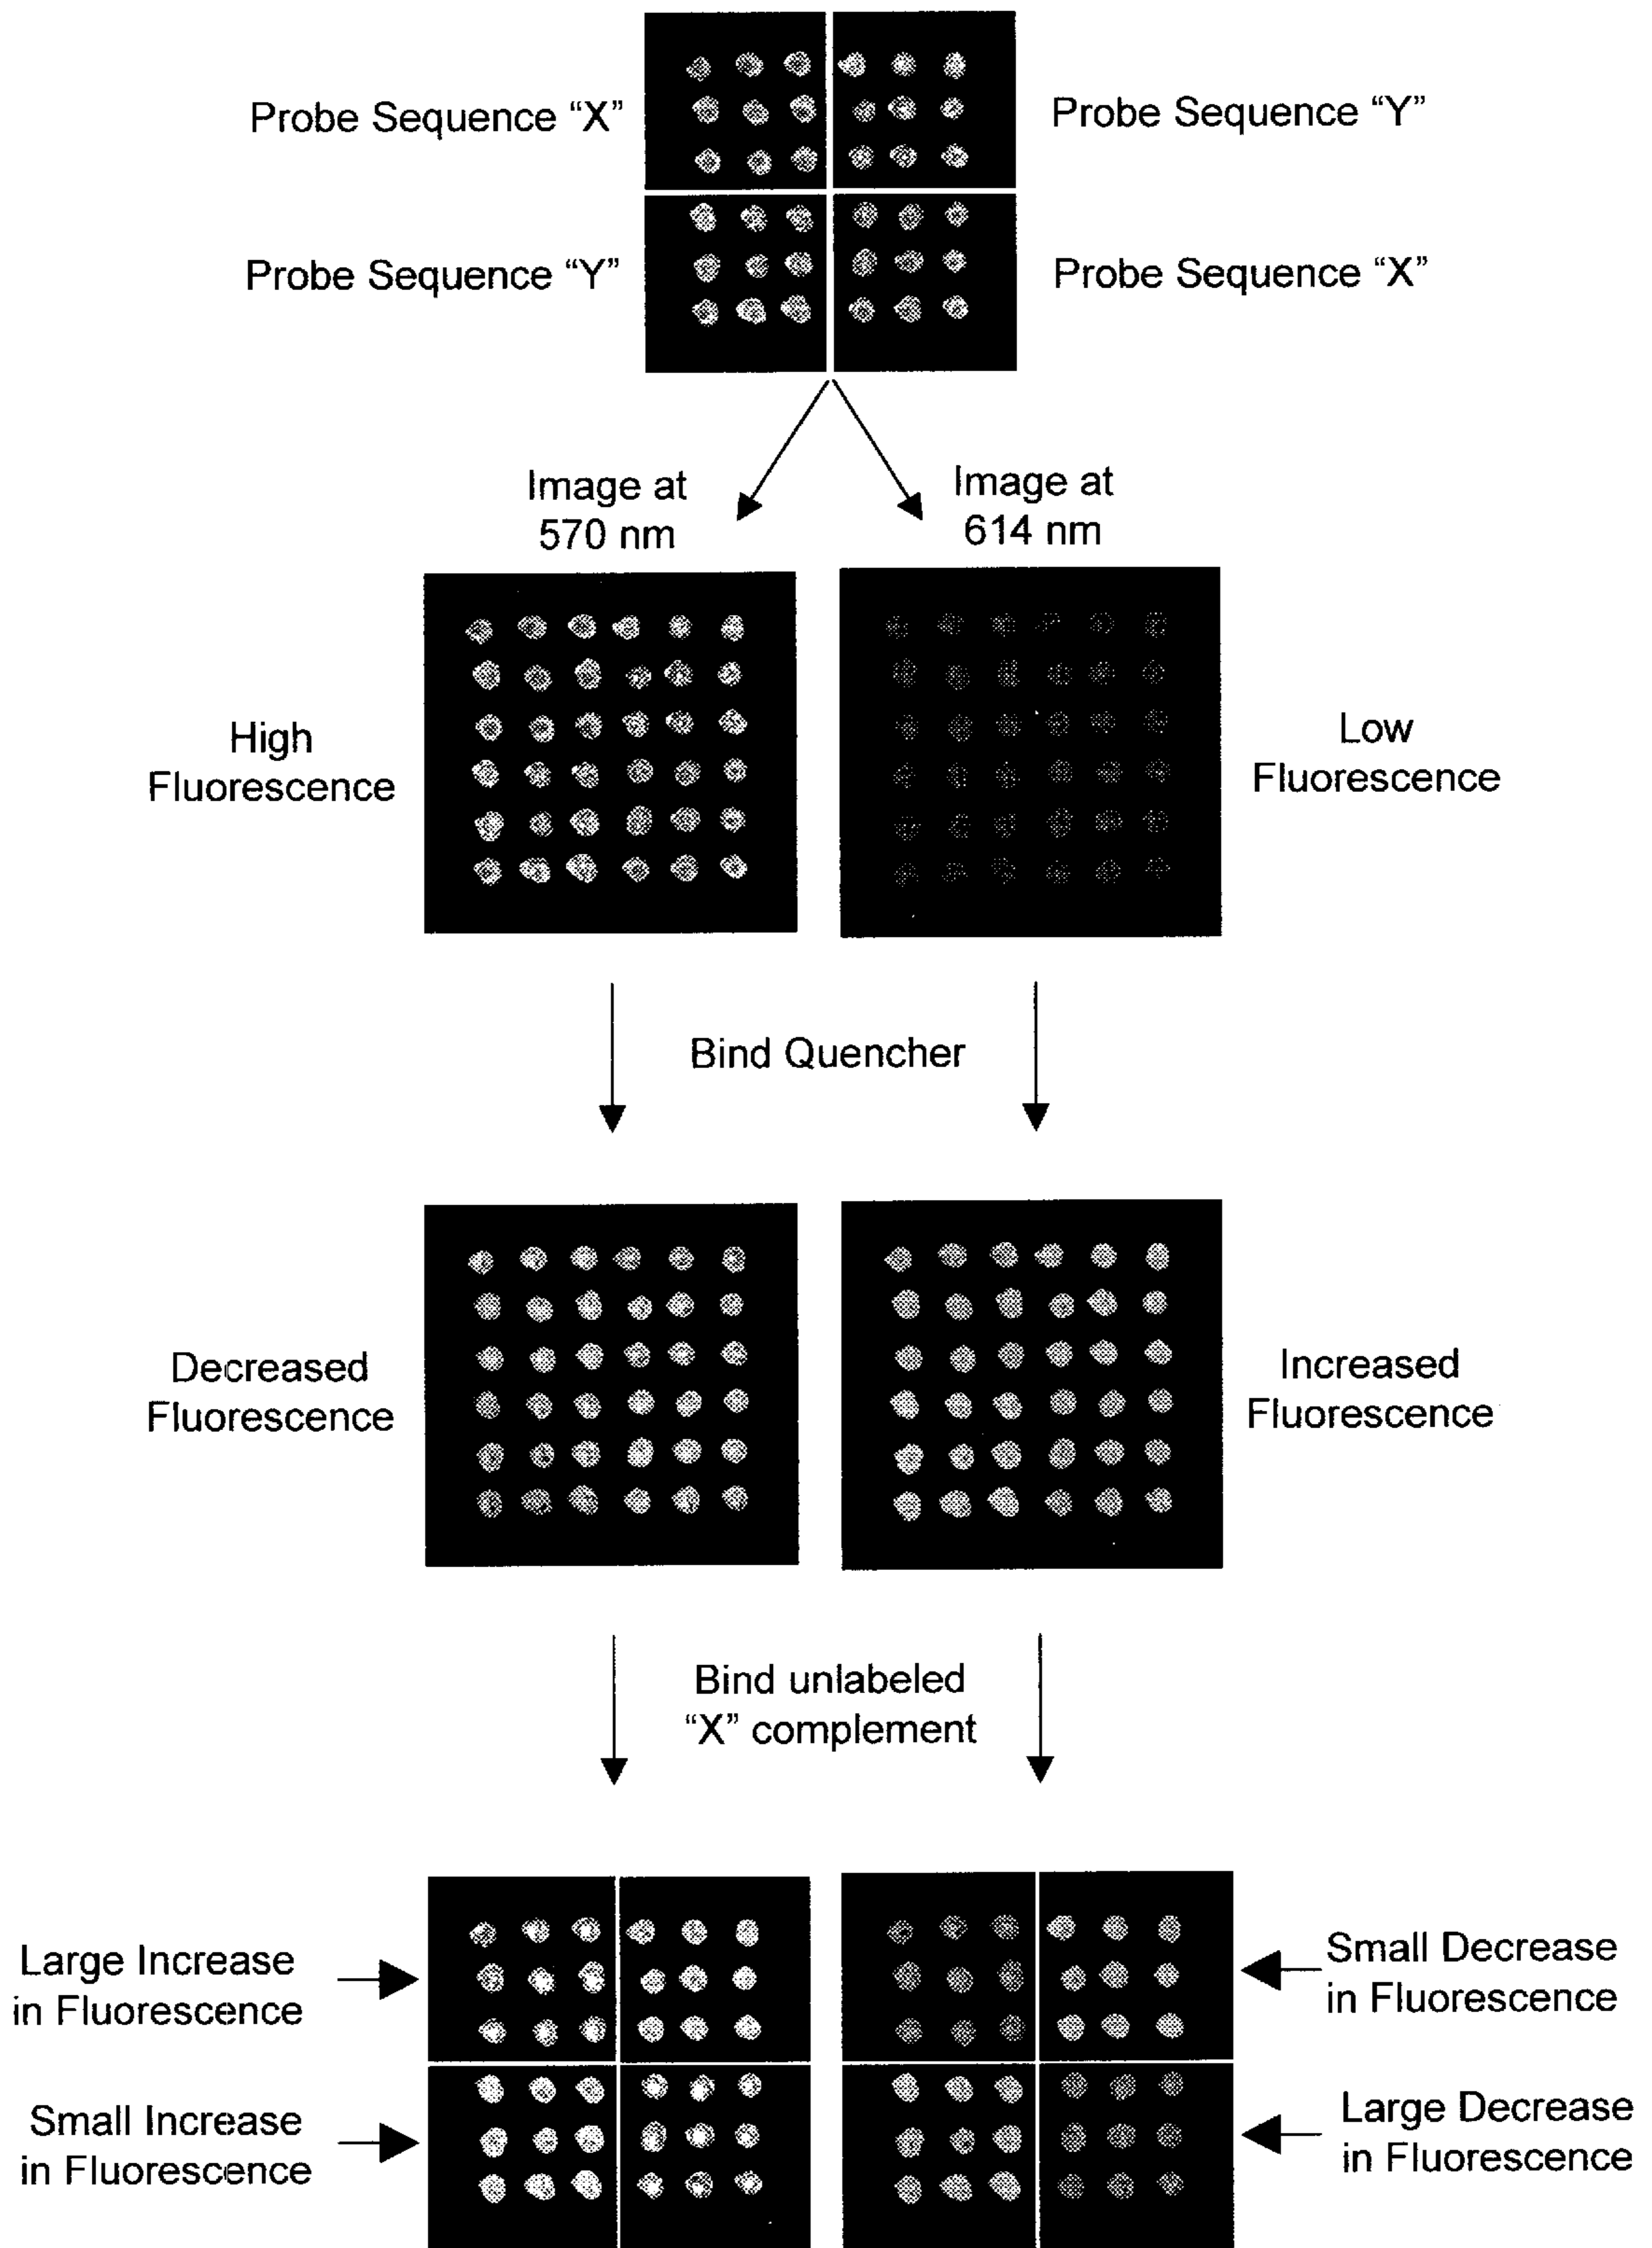 Probe Sequence “X”
Probe Sequence “Y”
Probe Sequence “Y”
Probe Sequence “X”
Image at
570 nm
Image at
614 nm
High
Fluorescence
Low
Fluorescence
Bind Quencher
Decreased
Fluorescence
Increased
Fluorescence
Bind unlabeled
“X” complement
Large Increase
in Fluorescence
Small Decrease
in Fluorescence
Small Increase
in Fluorescence
Large Decrease
in Fluorescence